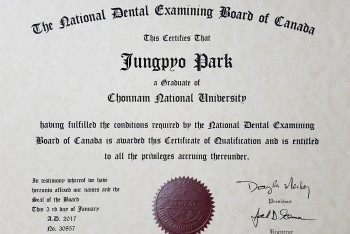 The National Dental Examining Board of Canada
This Certifies That
Jungpyo Park
a Graduate of
Chonnam National University
having fulfilled the conditions required by the National Dental Examining
Board of Canada is awarded this Certificate of Qualification and is entitled
to all the privileges accruing thereunder.
In testimony whereof we have
hereunto affixed our names and the
Seal of the Board
This 3 rd day of January
A.D. 2017
No. 30857
President
Registrar